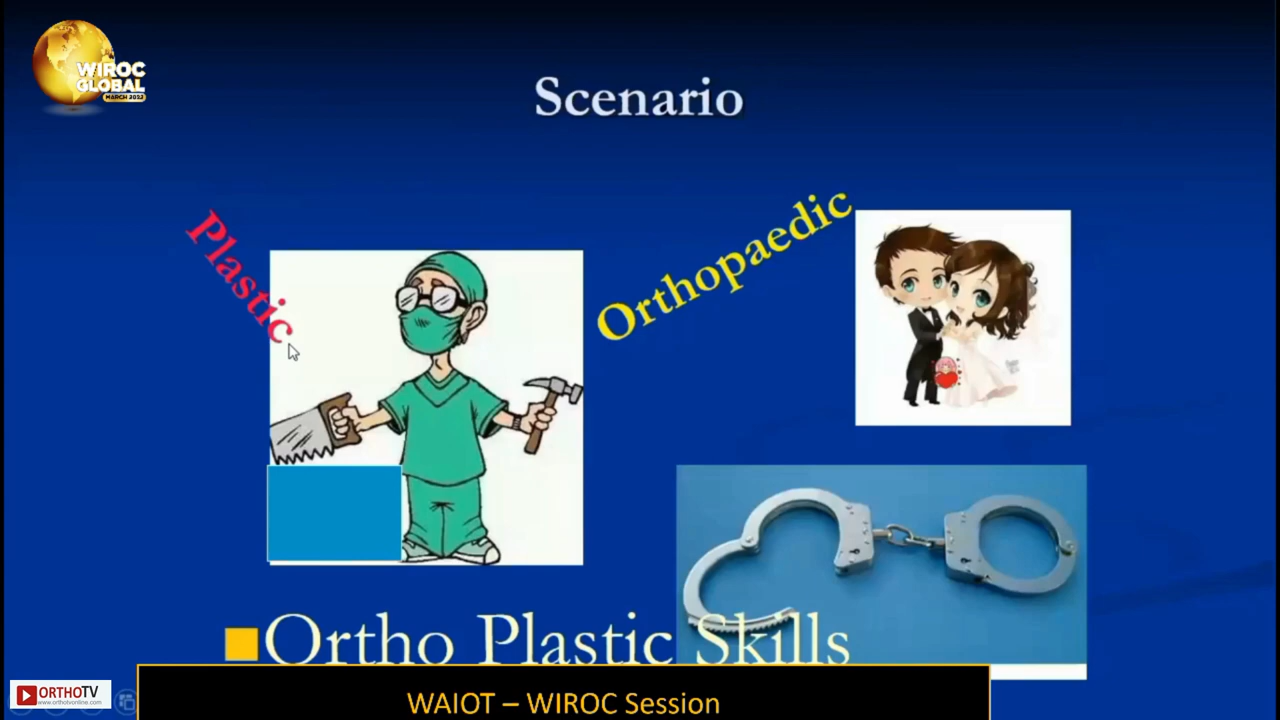 WIROC
GLOBAL
MARCH 2022
Scenario
Plastic
Orthopaedic
Ortho Plastic Skills
ORTHOTV
www.orthotvonline.com
WAIOT – WIROC Session